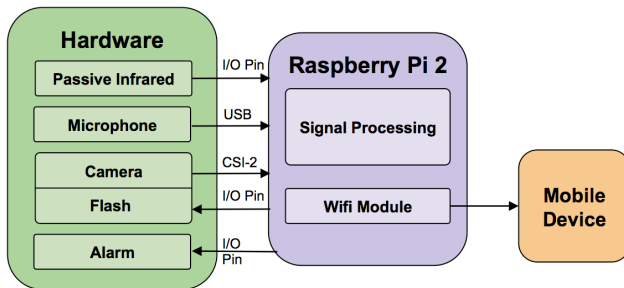 Hardware
Passive Infrared
Microphone
Camera
Flash
Alarm
I/O Pin
USB
CSI-2
I/O Pin
I/O
Pin
Raspberry Pi 2
Signal Processing
Wifi Module
Mobile
Device